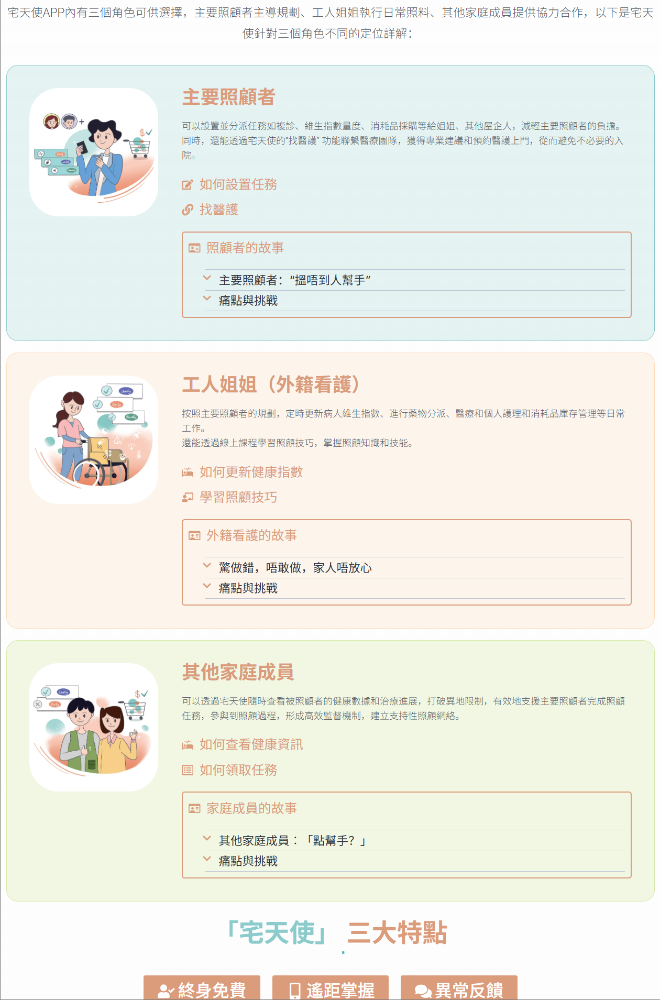 宅天使APP內有三個角色可供選擇，主要照顧者主導規劃、工人姐姐執行日常照料、其他家庭成員提供協力合作，以下是宅天
使針對三個角色不同的定位詳解：
主要照顧者
可以設置並分派任務如複診、維生指數量度、消耗品採購等給姐姐、其他屋企人，減輕主要照顧者的負擔。
同時，還能透過宅天使的“找醫護” 功能聯繫醫療團隊，獲得專業建議和預約醫護上門，從而避免不必要的入
院。
Daily
Weekly
Monthly
如何設置任務
找醫護
照顧者的故事
主要照顧者：“搵唔到人幫手”
痛點與挑戰
工人姐姐（外籍看護）
Weekly
Daily
Monthly
按照主要照顧者的規劃，定時更新病人維生指數、進行藥物分派、醫療和個人護理和消耗品庫存管理等日常
工作。
還能透過線上課程學習照顧技巧，掌握照顧知識和技能。
如何更新健康指數
學習照顧技巧
外籍看護的故事
驚做錯，唔敢做，家人唔放心
痛點與挑戰
其他家庭成員
Weekly
Daily
可以透過宅天使隨時查看被照顧者的健康數據和治療進展，打破異地限制，有效地支援主要照顧者完成照顧
任務，參與到照顧過程，形成高效監督機制，建立支持性照顧網絡。
如何查看健康資訊
如何領取任務
家庭成員的故事
其他家庭成員：「點幫手？」
痛點與挑戰
「宅天使」 三大特點
終身免費
遙距掌握
異常反饋